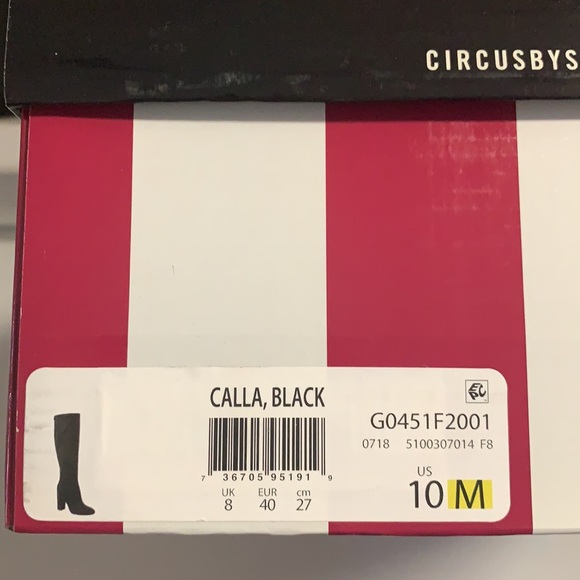 CIRCUSBYS
CALLA, BLACK
G0451F2001
0718 5100307014 F8
7 36705 95191 9
UK EUR cm
8 40 27
US
10 M